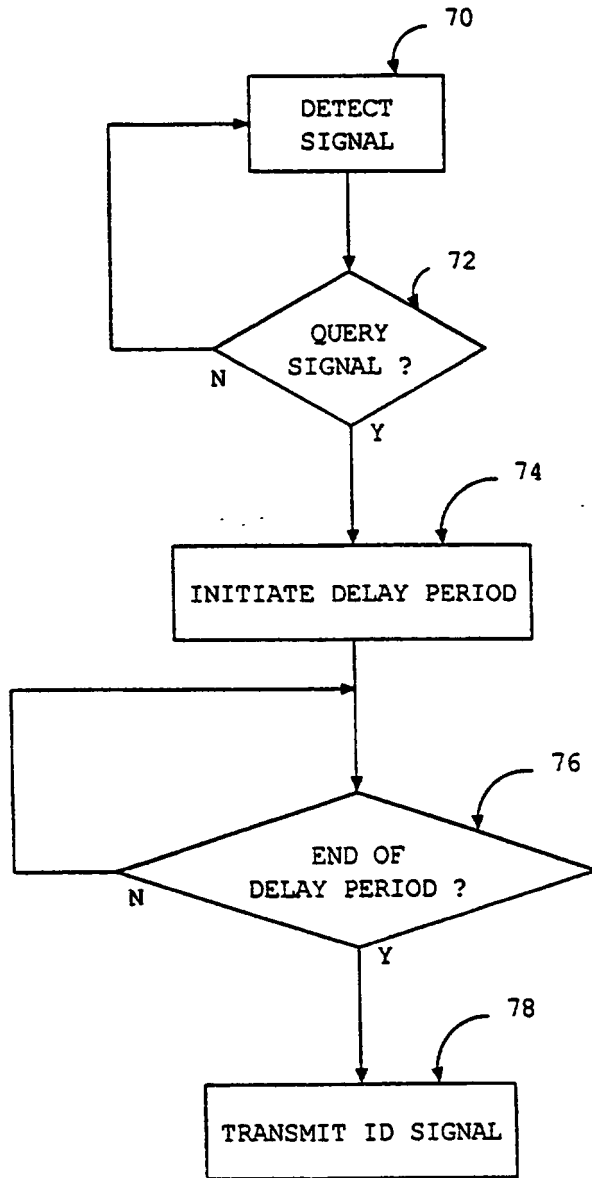 70
DETECT
SIGNAL
72
QUERY
SIGNAL ?
N
Y
74
INITIATE DELAY PERIOD
76
END OF
DELAY PERIOD ?
N
Y
78
TRANSMIT ID SIGNAL